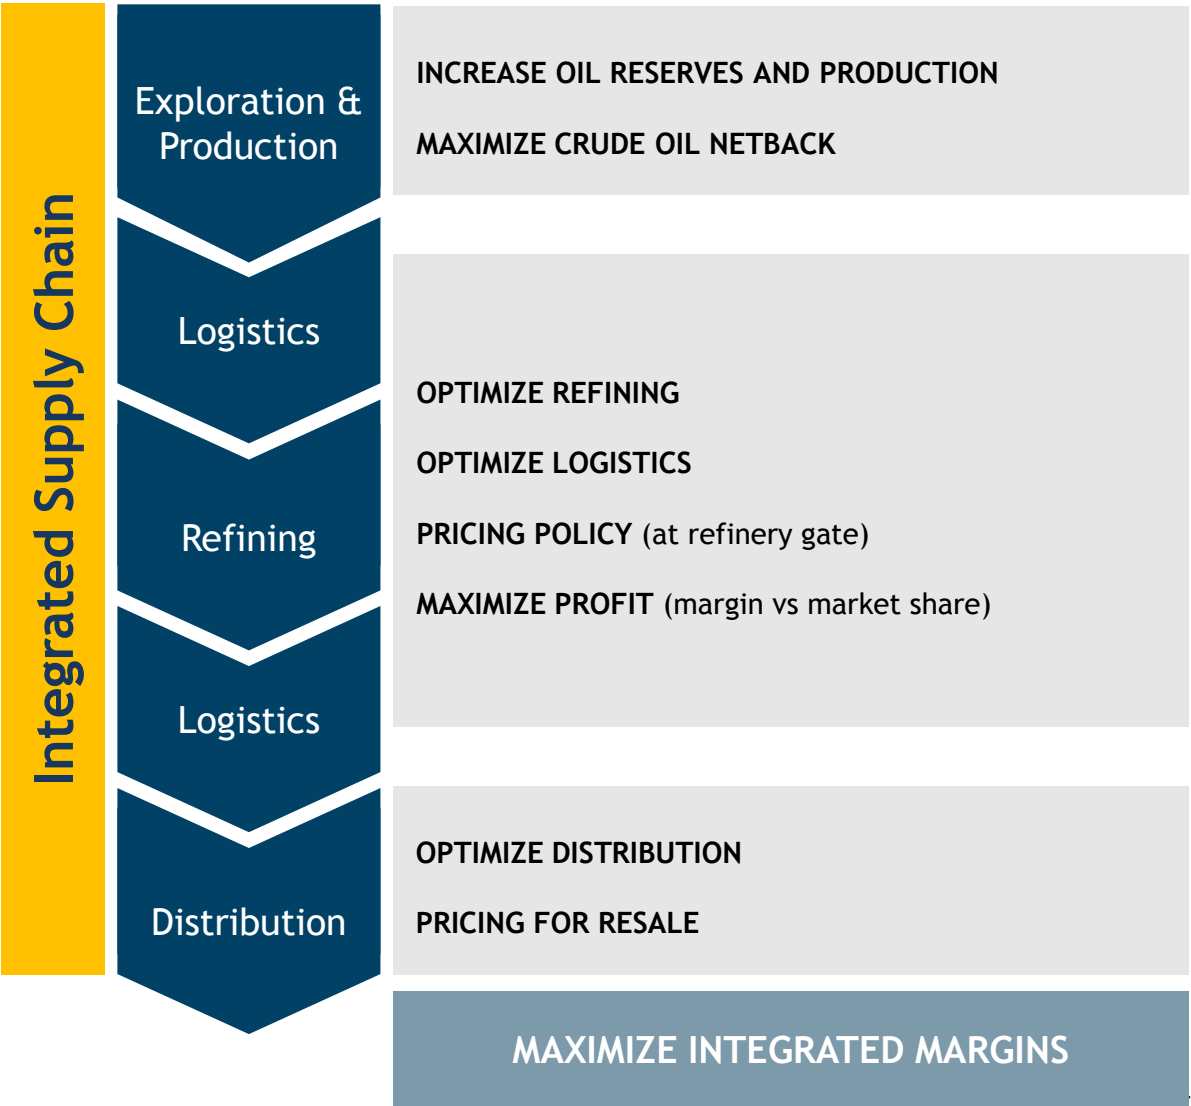 Integrated Supply Chain
Exploration &
Production
INCREASE OIL RESERVES AND PRODUCTION
MAXIMIZE CRUDE OIL NETBACK
Logistics
Refining
Logistics
OPTIMIZE REFINING
OPTIMIZE LOGISTICS
PRICING POLICY (at refinery gate)
MAXIMIZE PROFIT (margin vs market share)
Distribution
OPTIMIZE DISTRIBUTION
PRICING FOR RESALE
MAXIMIZE INTEGRATED MARGINS